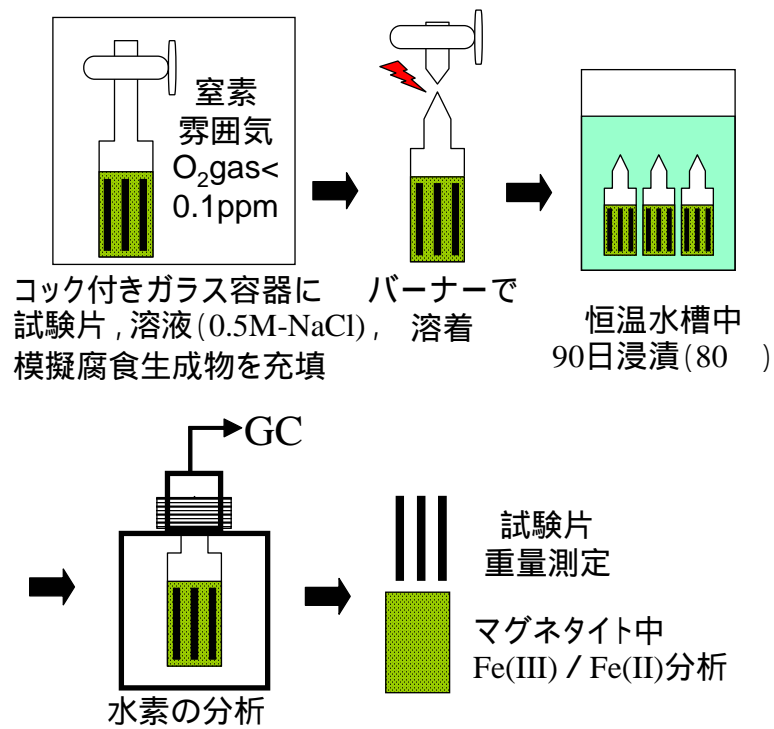 窒素
雰囲気
O₂gas<
0.1ppm
コック付きガラス容器に
試験片,溶液(0.5M-NaCl),
模擬腐食生成物を充填
バーナーで
溶着
恒温水槽中
90日浸漬(80　)
GC
水素の分析
試験片
重量測定
マグネタイト中
Fe(III)/Fe(II)分析